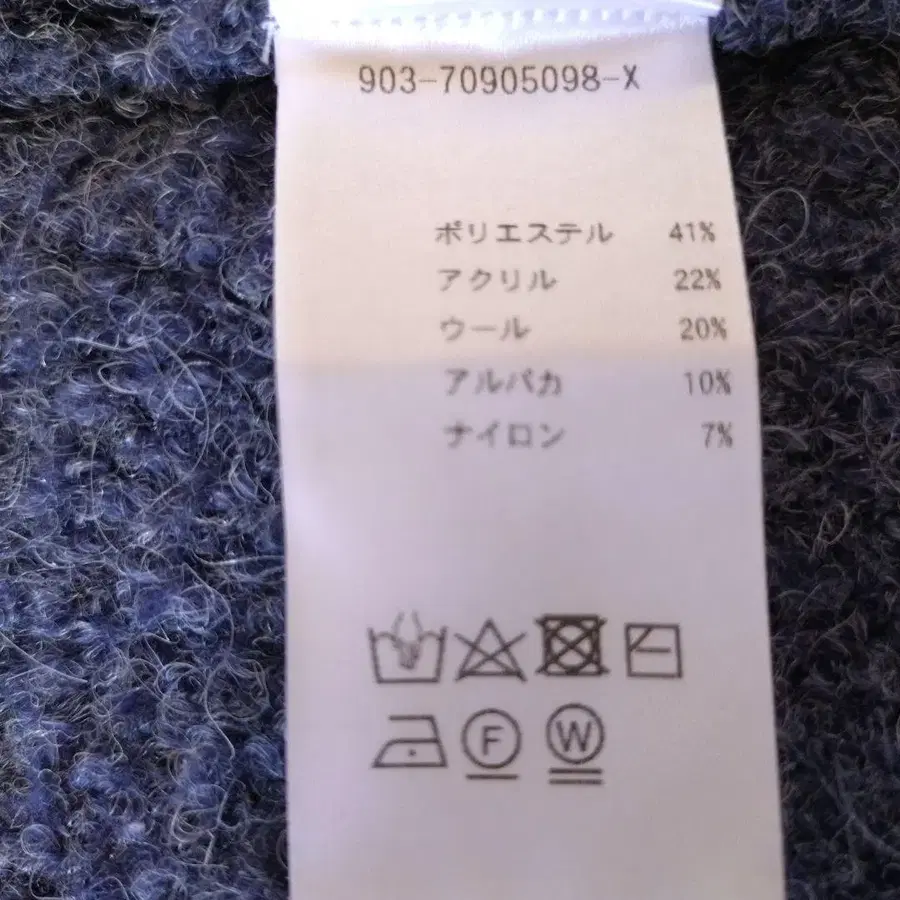 903-70905098-X
ポリエステル 41%
アクリル 22%
ウール 20%
アルパカ 10%
ナイロン 7%
F W